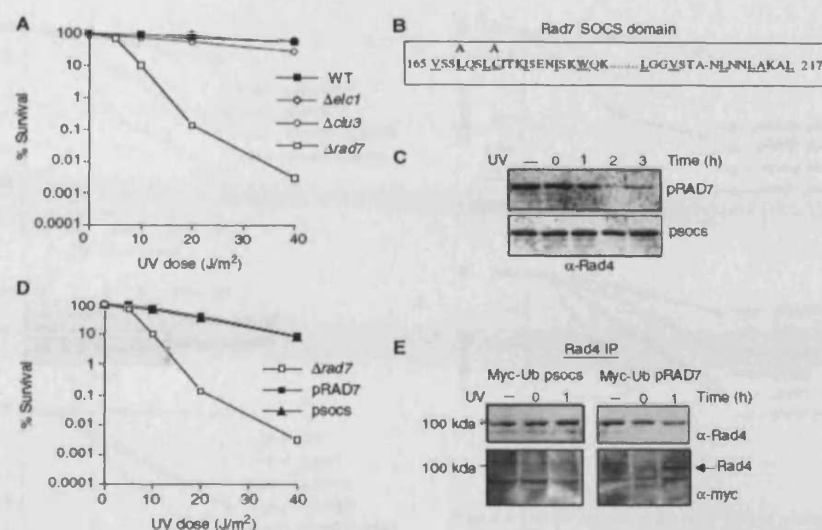 A
100
10
1
0.1
0.01
0.001
0.0001
% Survival
0 10 20 30 40
UV dose (J/m²)
WT
Δelc1
Δclu3
Δrad7
B
Rad7 SOCS domain
A A
165 VSSLQSLCITKISENISKWQK.........LGGVSTA-NLNNLAKAL 217
C
UV — 0 1 2 3 Time (h)
pRAD7
psocs
α-Rad4
D
100
10
1
0.1
0.01
0.001
0.0001
% Survival
0 10 20 30 40
UV dose (J/m²)
Δrad7
pRAD7
psocs
E
Rad4 IP
Myc-Ub psocs Myc-Ub pRAD7
UV — 0 1 — 0 1 Time (h)
100 kda
α-Rad4
100 kda
Rad4
α-myc